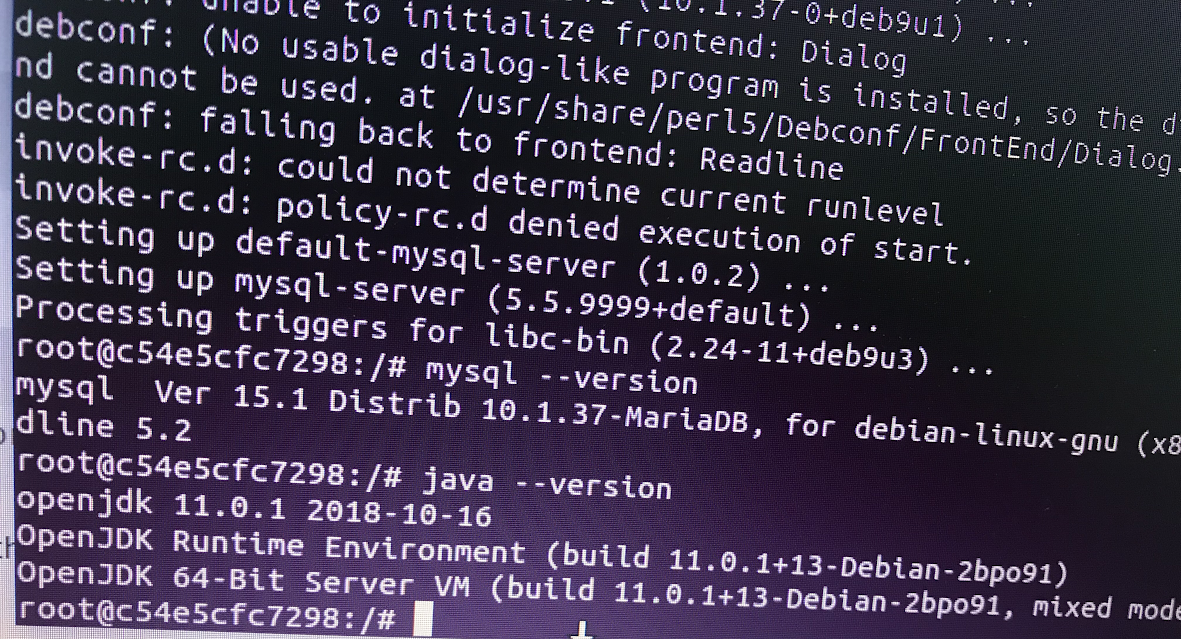 (10.1.37-0+deb9u1) ...
to initialize frontend: Dialog
debconf: (No usable dialog-like program is installed, so the
nd cannot be used. at /usr/share/perl5/Debconf/FrontEnd/Dialog.
debconf: falling back to frontend: Readline
invoke-rc.d: could not determine current runlevel
invoke-rc.d: policy-rc.d denied execution of start.
Setting up default-mysql-server (1.0.2) ...
Setting up mysql-server (5.5.9999+default) ...
Processing triggers for libc-bin (2.24-11+deb9u3) ...
root@c54e5cfc7298:/# mysql --version
mysql  Ver 15.1 Distrib 10.1.37-MariaDB, for debian-linux-gnu (x8
dline 5.2
root@c54e5cfc7298:/# java --version
openjdk 11.0.1 2018-10-16
OpenJDK Runtime Environment (build 11.0.1+13-Debian-2bpo91)
OpenJDK 64-Bit Server VM (build 11.0.1+13-Debian-2bpo91, mixed mode
root@c54e5cfc7298:/#